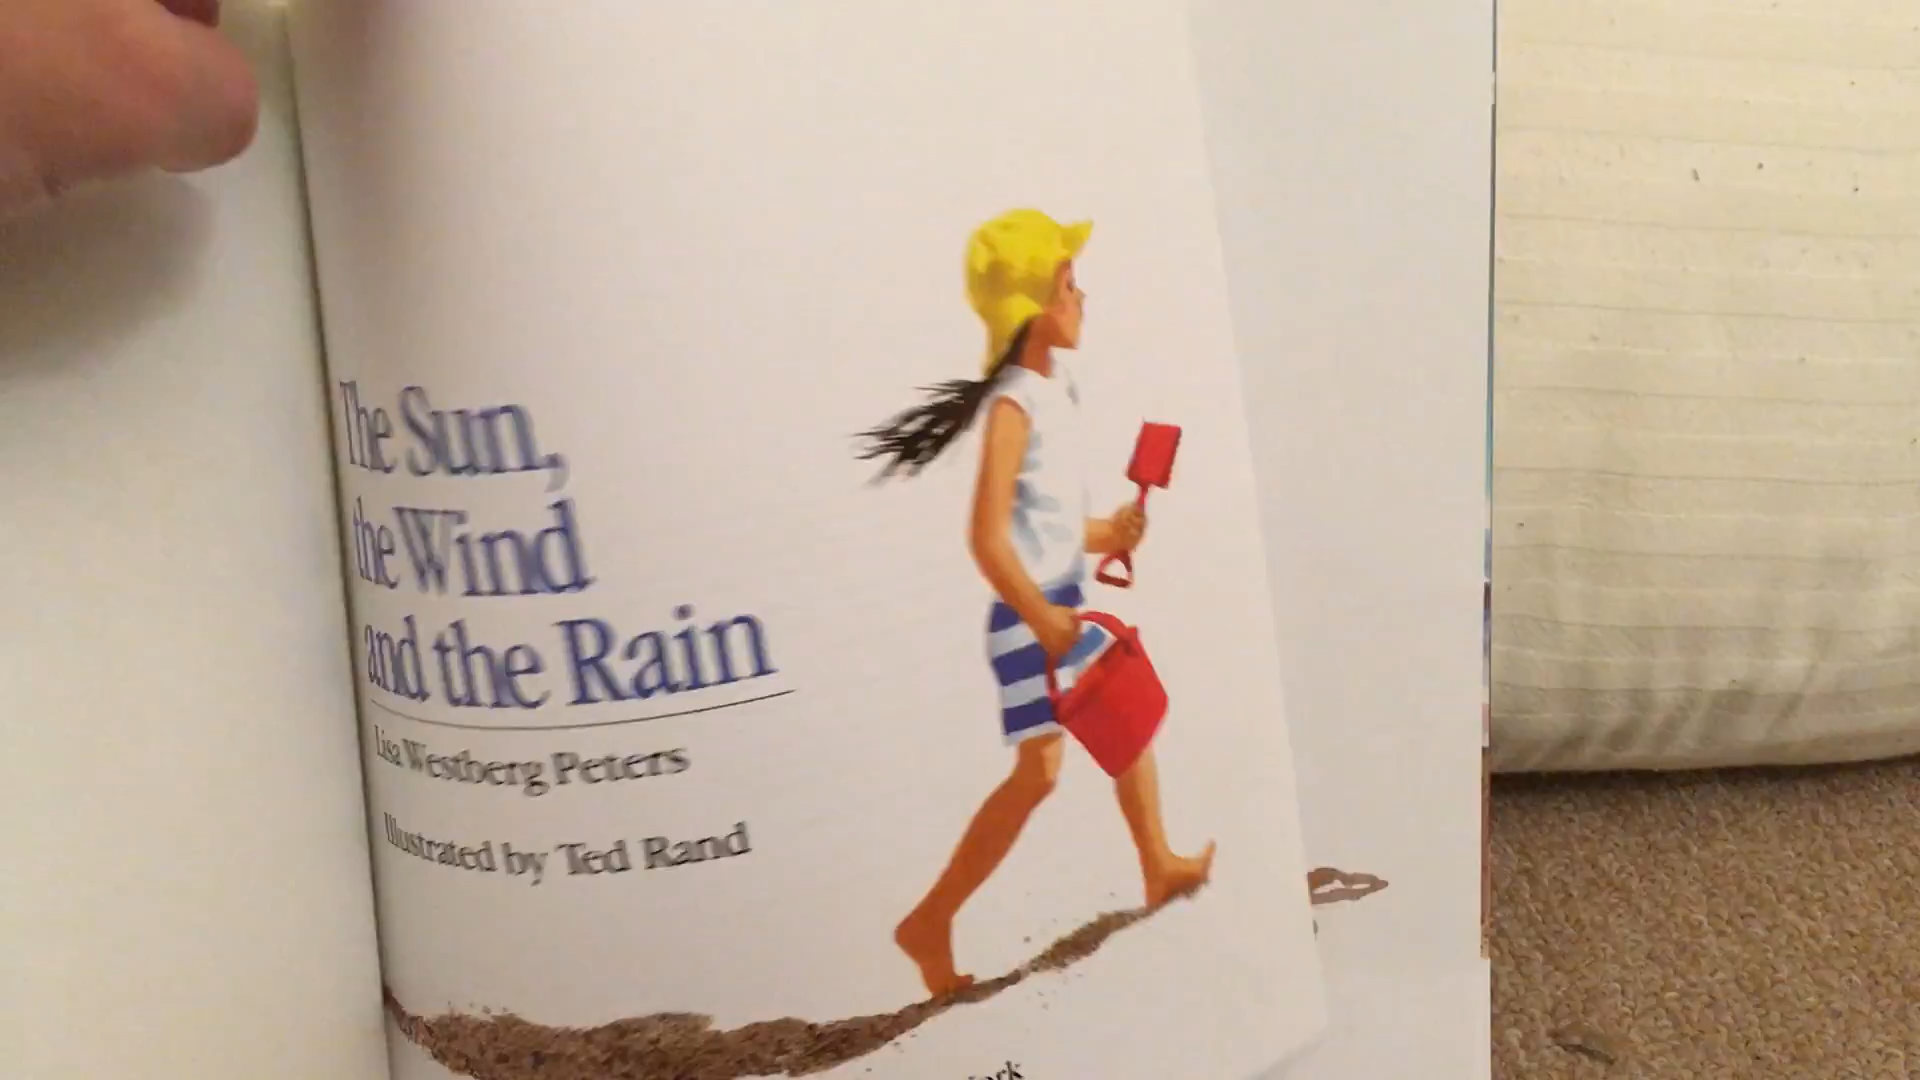 The Sun,
the Wind
and the Rain
Lisa Westberg Peters
Illustrated by Ted Rand